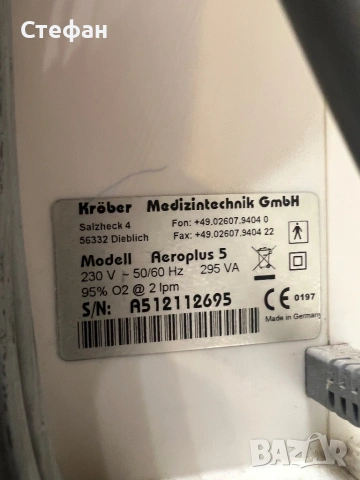 Стефан
Kröber Medizintechnik GmbH
Salzheck 4 Fon: +49.02607.9404 0
56332 Dieblich Fax: +49.02607.9404 22
Modell Aeroplus 5
230 V ~ 50/60 Hz 295 VA
95% O2 @ 2 lpm
S/N: A512112695
CE 0197
Made in Germany
BAZAR